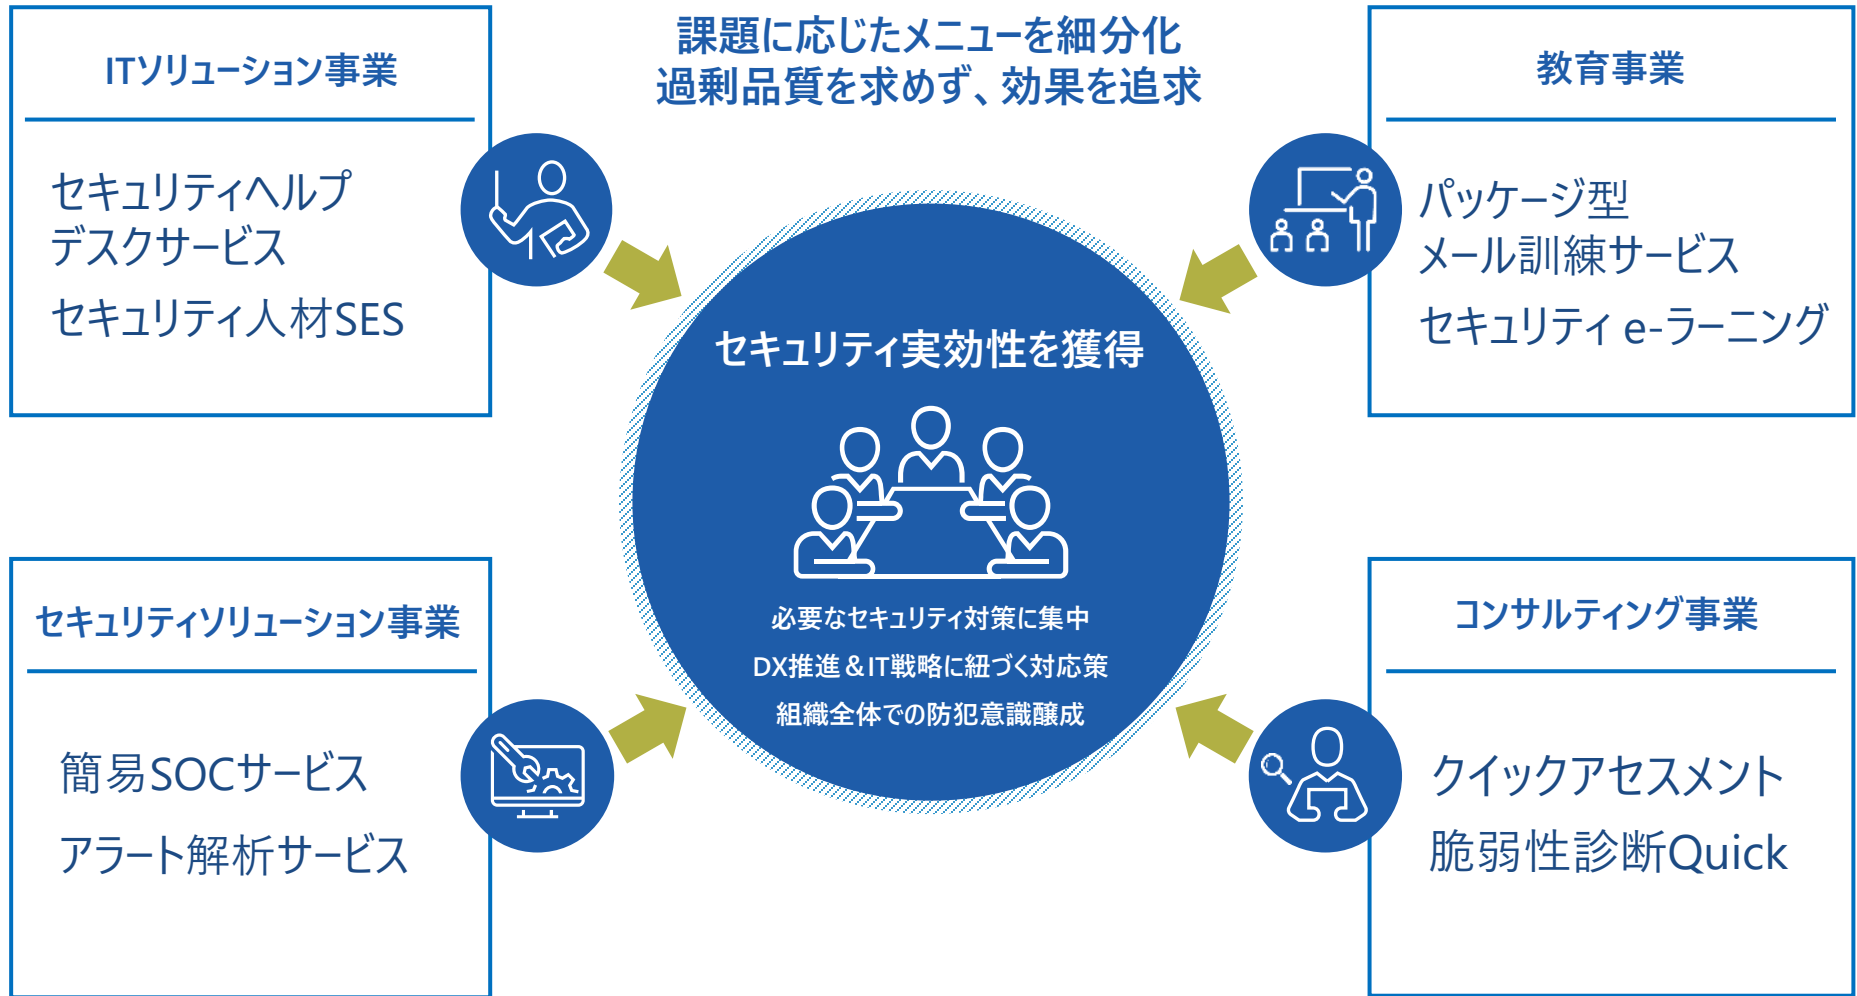 課題に応じたメニューを細分化
過剰品質を求めず、効果を追求
ITソリューション事業
セキュリティヘルプ
デスクサービス
セキュリティ人材SES
教育事業
パッケージ型
メール訓練サービス
セキュリティ e-ラーニング
セキュリティ実効性を獲得
必要なセキュリティ対策に集中
DX推進＆IT戦略に紐づく対応策
組織全体での防犯意識醸成
セキュリティソリューション事業
簡易SOCサービス
アラート解析サービス
コンサルティング事業
クイックアセスメント
脆弱性診断Quick